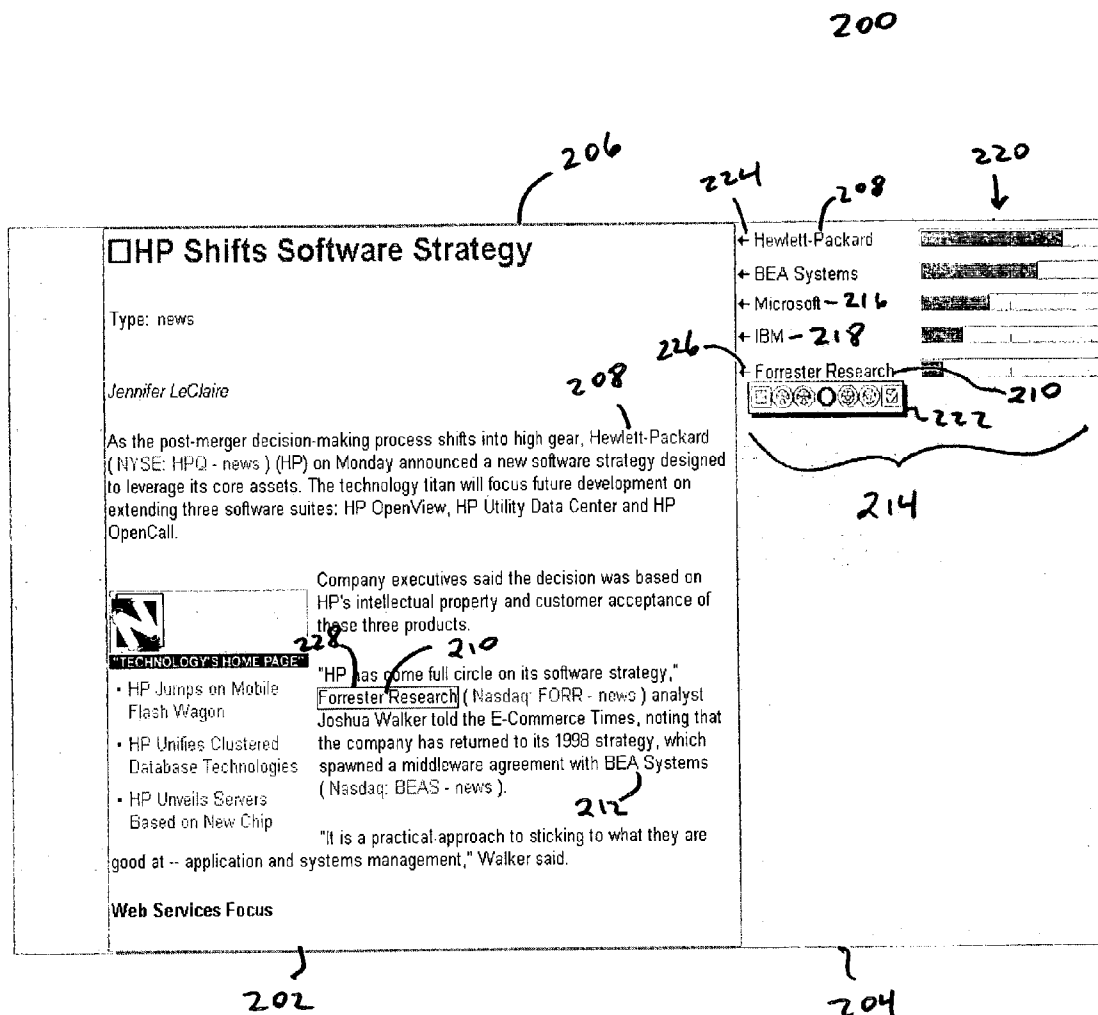 200
206
224
208
220
☐HP Shifts Software Strategy
← Hewlett-Packard
← BEA Systems
← Microsoft - 216
← IBM - 218
226
← Forrester Research
210
222
214
Type: news
Jennifer LeClaire
208
As the post-merger decision-making process shifts into high gear, Hewlett-Packard
( NYSE: HPQ - news ) (HP) on Monday announced a new software strategy designed
to leverage its core assets. The technology titan will focus future development on
extending three software suites: HP OpenView, HP Utility Data Center and HP
OpenCall.
Company executives said the decision was based on
HP's intellectual property and customer acceptance of
those three products.
228
210
N
"TECHNOLOGY'S HOME PAGE"
• HP Jumps on Mobile
Flash Wagon
• HP Unifies Clustered
Database Technologies
• HP Unveils Servers
Based on New Chip
"HP has come full circle on its software strategy,"
Forrester Research ( Nasdaq: FORR - news ) analyst
Joshua Walker told the E-Commerce Times, noting that
the company has returned to its 1998 strategy, which
spawned a middleware agreement with BEA Systems
( Nasdaq: BEAS - news ).
212
"It is a practical approach to sticking to what they are
good at -- application and systems management," Walker said.
Web Services Focus
202
204